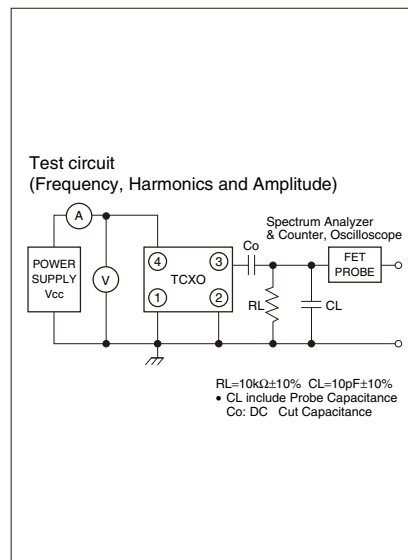 Test circuit
(Frequency, Harmonics and Amplitude)
A
Spectrum Analyzer
& Counter, Oscilloscope
Co
POWER
SUPPLY
Vcc
V
4
3
TCXO
1
2
FET
PROBE
RL
CL
RL=10kΩ±10% CL=10pF±10%
• CL include Probe Capacitance
Co: DC Cut Capacitance